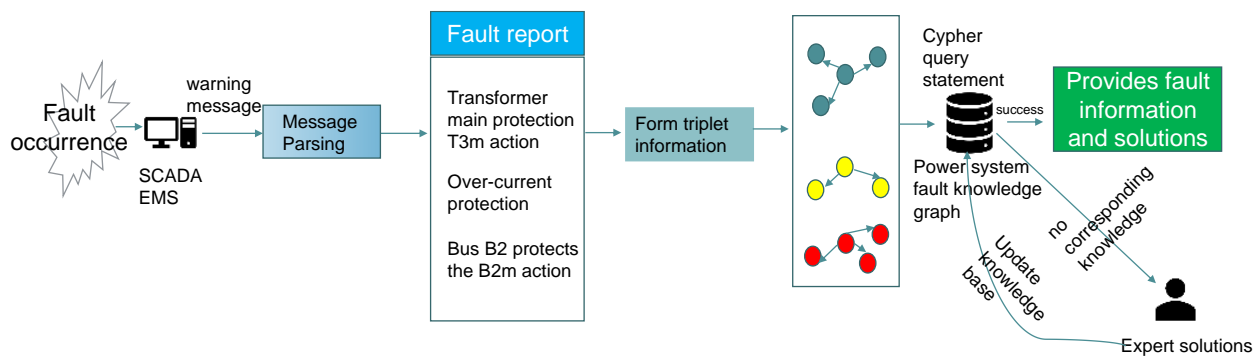 Fault
occurrence
SCADA
EMS
warning
message
Message
Parsing
Fault report
Transformer
main protection
T3m action
Over-current
protection
Bus B2 protects
the B2m action
Form triplet
information
Cypher
query
statement
Power system
fault knowledge
graph
success
Provides fault
information
and solutions
no
corresponding
knowledge
Update
knowledge
base
Expert solutions